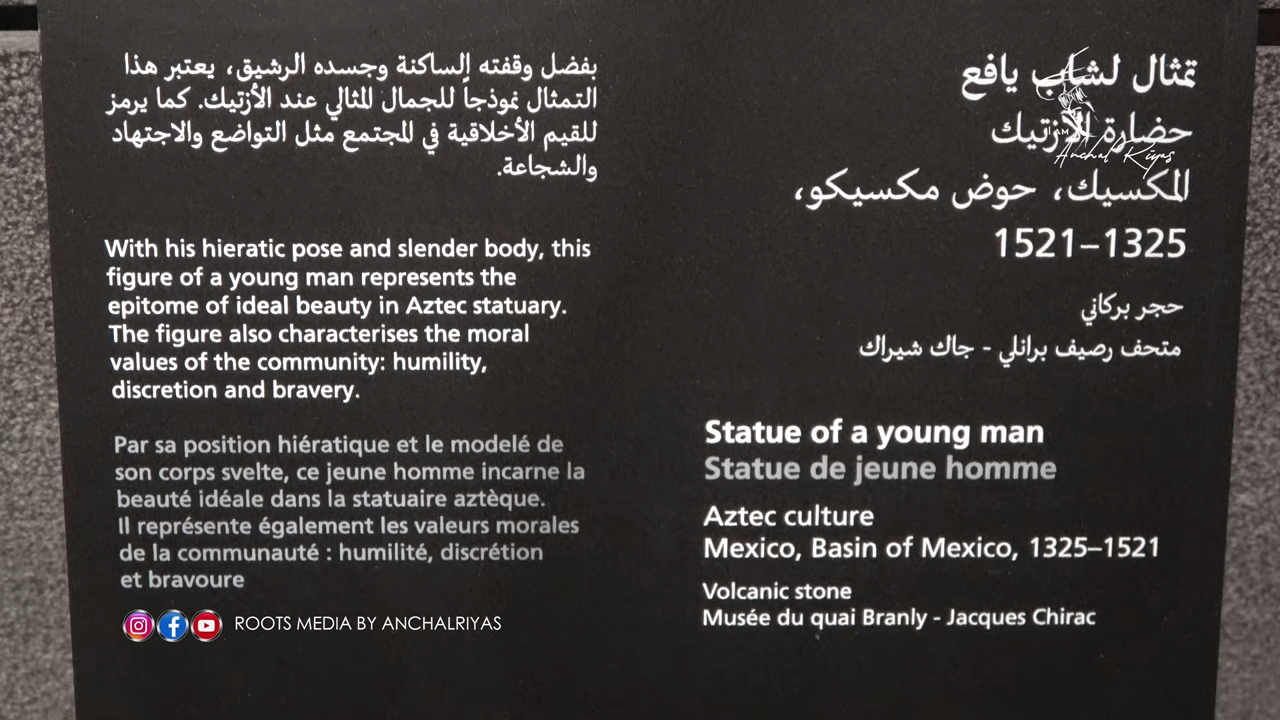 تمثال لشاب يافع
حضارة الأزتيك
المكسيك، حوض مكسيكو،
1325–1521
حجر بركاني
متحف رصيف برانلي - جاك شيراك
Statue of a young man
Statue de jeune homme
Aztec culture
Mexico, Basin of Mexico, 1325–1521
Volcanic stone
Musée du quai Branly - Jacques Chirac
بفضل وقفته الساكنة وجسده الرشيق، يعتبر هذا
التمثال نموذجاً للجمال المثالي عند الأزتيك. كما يرمز
للقيم الأخلاقية في المجتمع مثل التواضع والاجتهاد
والشجاعة.
With his hieratic pose and slender body, this
figure of a young man represents the
epitome of ideal beauty in Aztec statuary.
The figure also characterises the moral
values of the community: humility,
discretion and bravery.
Par sa position hiératique et le modelé de
son corps svelte, ce jeune homme incarne la
beauté idéale dans la statuaire aztèque.
Il représente également les valeurs morales
de la communauté : humilité, discrétion
et bravoure
I AM
Anchal Riyas
ROOTS MEDIA BY ANCHALRIYAS